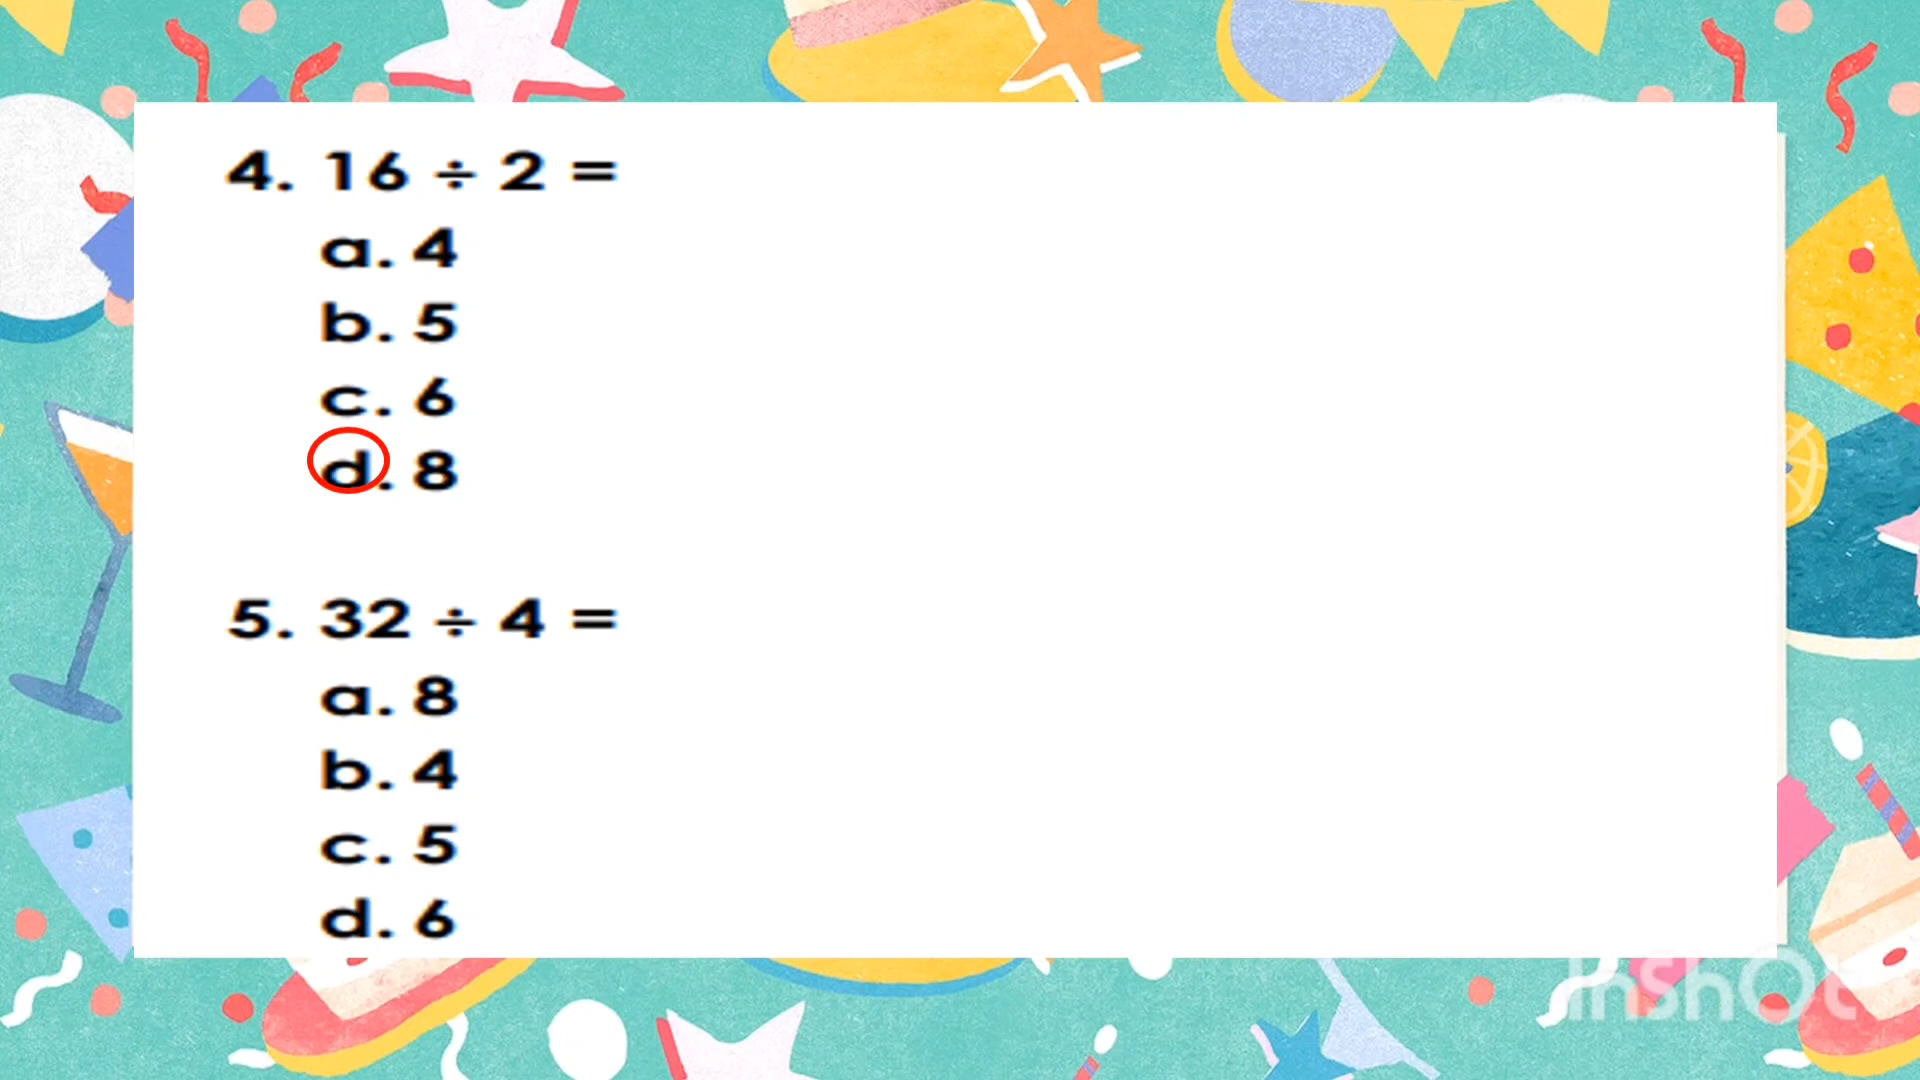 4. 16 ÷ 2 =
a. 4
b. 5
c. 6
d. 8
5. 32 ÷ 4 =
a. 8
b. 4
c. 5
d. 6
InShOt